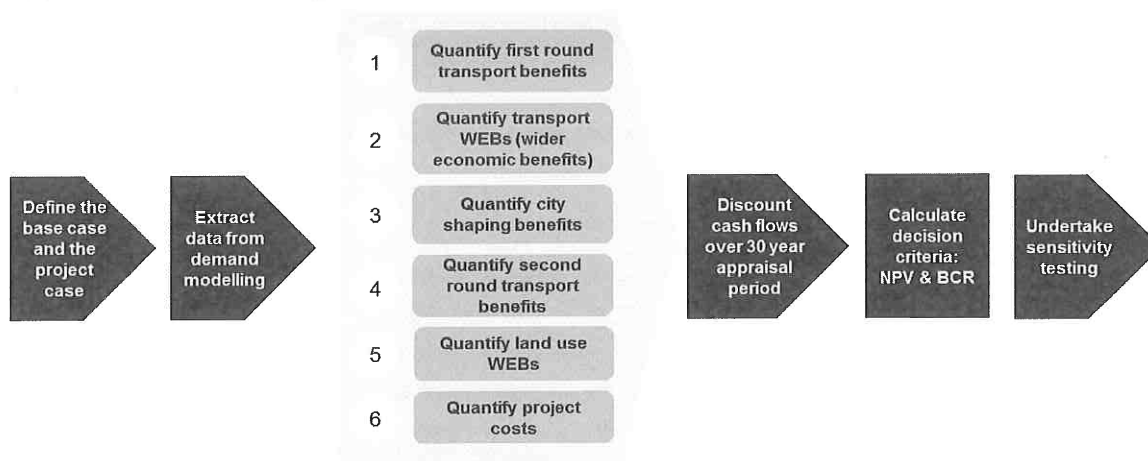 Define the
base case
and the
project
case
Extract
data from
demand
modelling
1
Quantify first round
transport benefits
2
Quantify transport
WEBs (wider
economic benefits)
3
Quantify city
shaping benefits
4
Quantify second
round transport
benefits
5
Quantify land use
WEBs
6
Quantify project
costs
Discount
cash flows
over 30 year
appraisal
period
Calculate
decision
criteria:
NPV & BCR
Undertake
sensitivity
testing